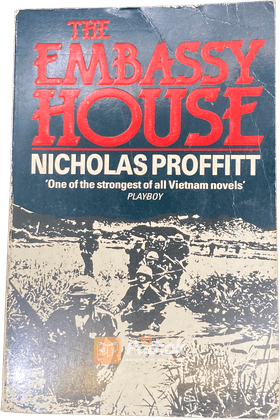 THE
EMBASSY
HOUSE
NICHOLAS PROFFITT
'One of the strongest of all Vietnam novels'
PLAYBOY